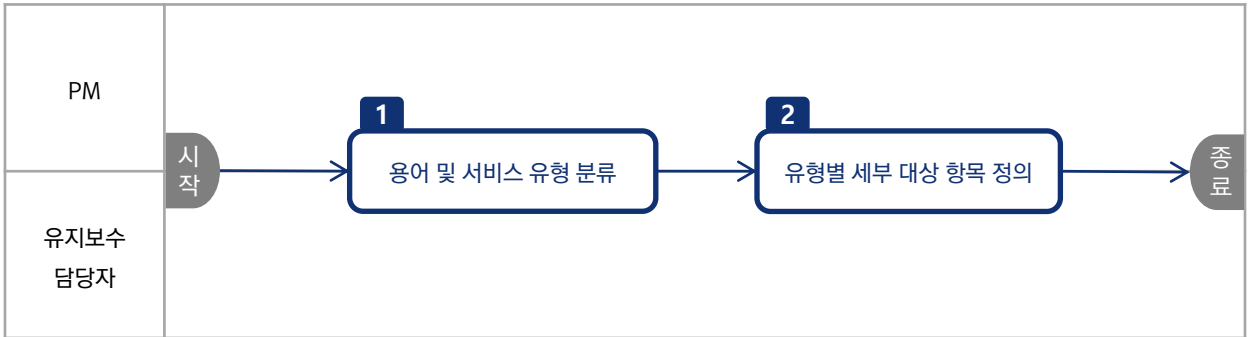 PM
유지보수
담당자
시
작
1
용어 및 서비스 유형 분류
2
유형별 세부 대상 항목 정의
종
료